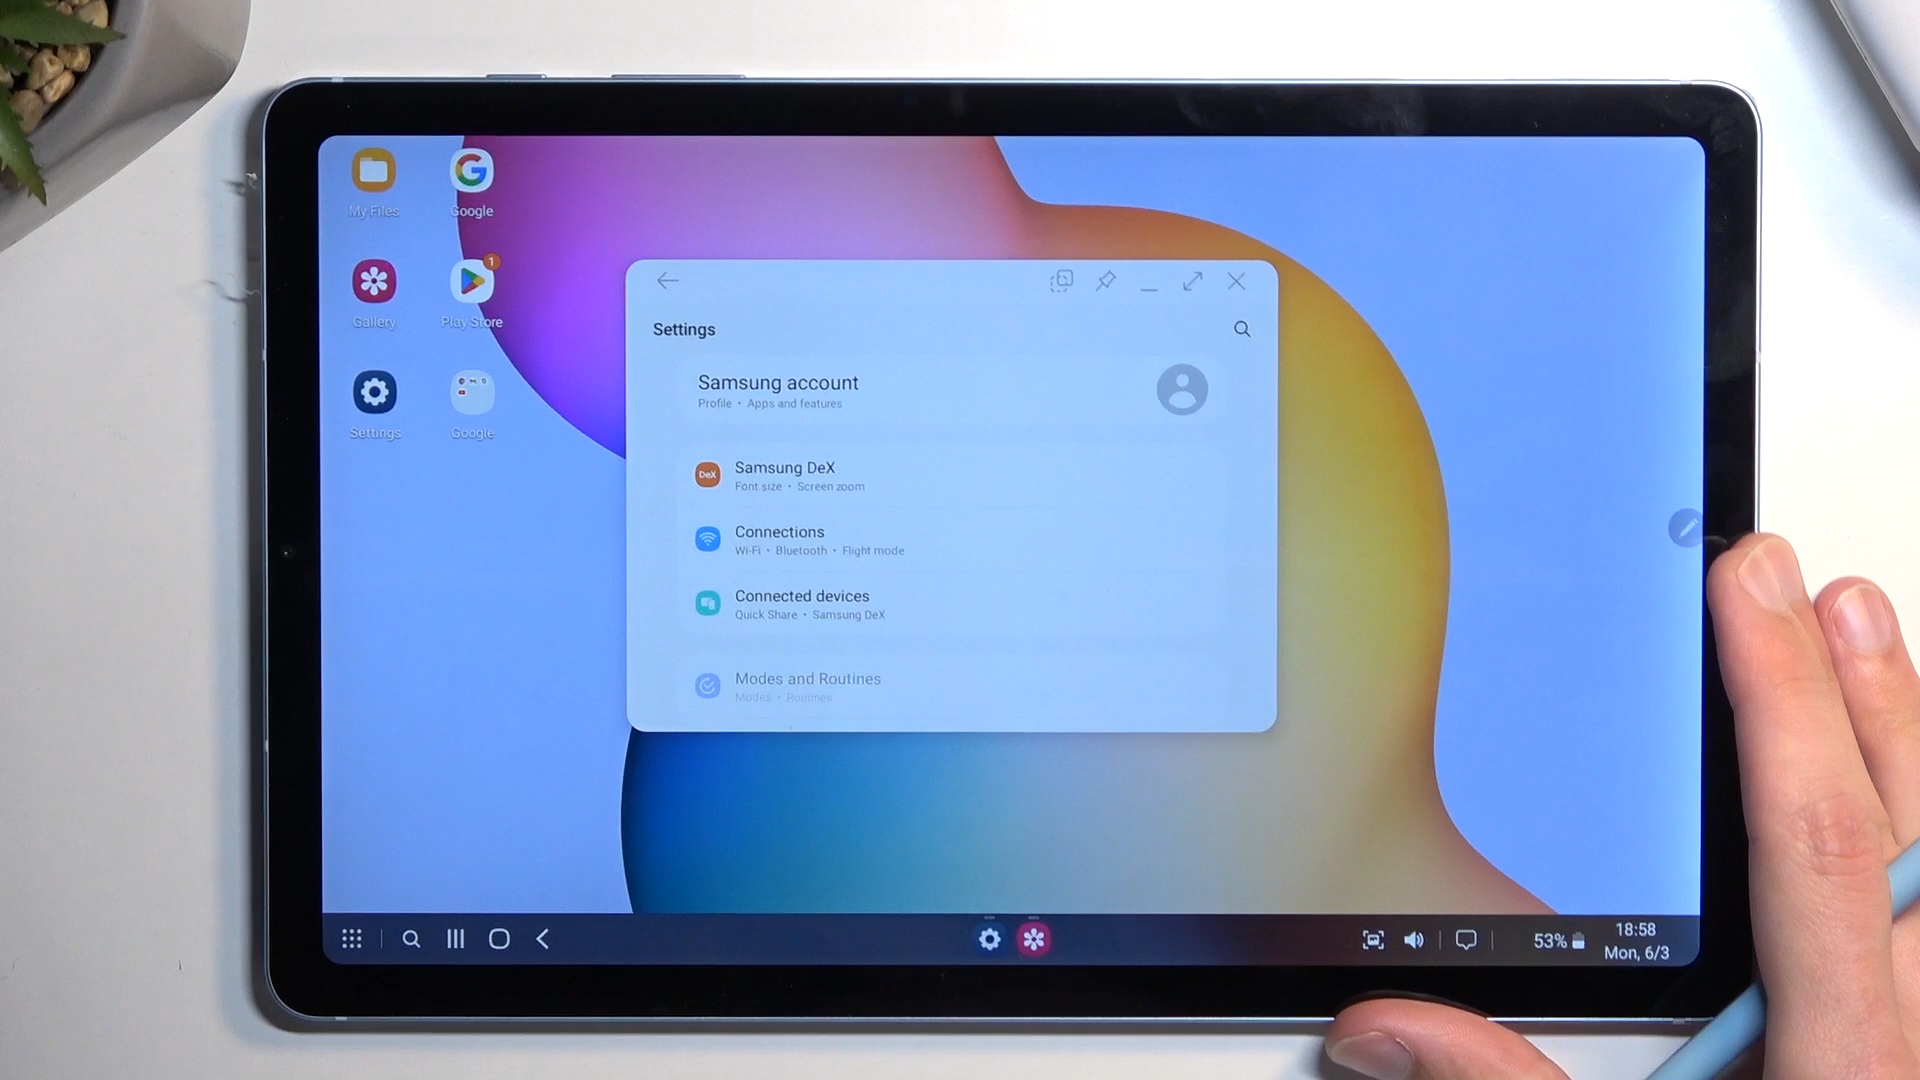 My Files
Google
Gallery
1
Play Store
Settings
Google
Settings
Samsung account
Profile • Apps and features
DeX
Samsung DeX
Font size • Screen zoom
Connections
Wi-Fi • Bluetooth • Flight mode
Connected devices
Quick Share • Samsung DeX
Modes and Routines
Modes • Routines
53%
18:58
Mon, 6/3